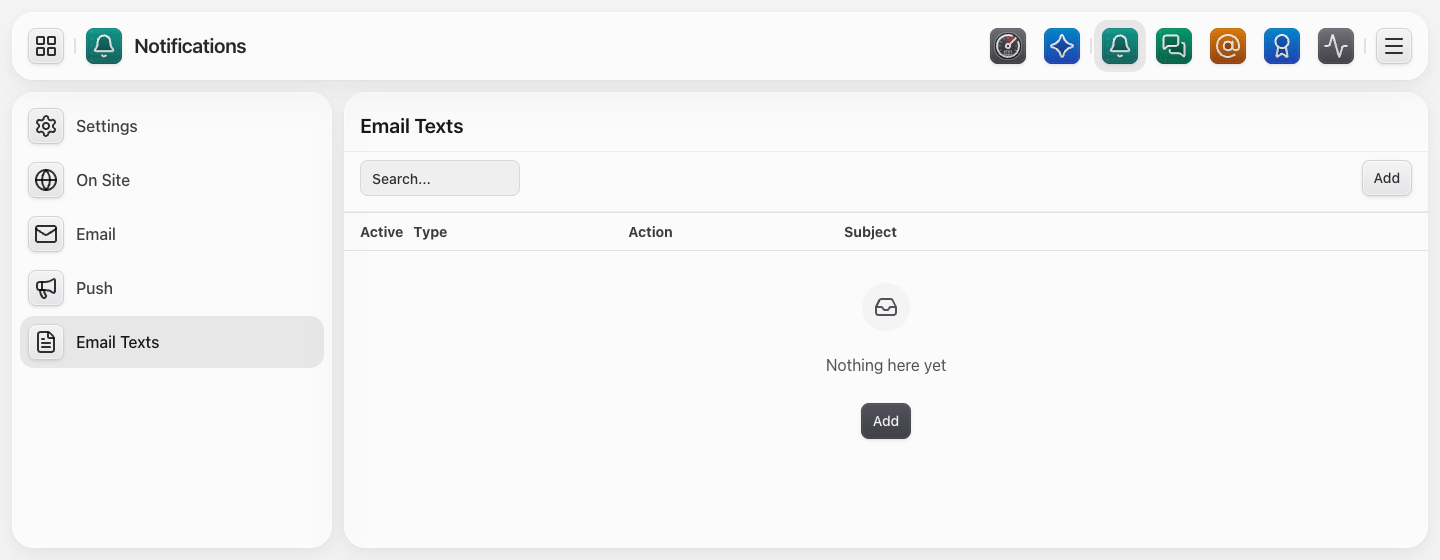 Notifications
Settings
On Site
Email
Push
Email Texts
Email Texts
Search...
Add
Active Type Action Subject
Nothing here yet
Add